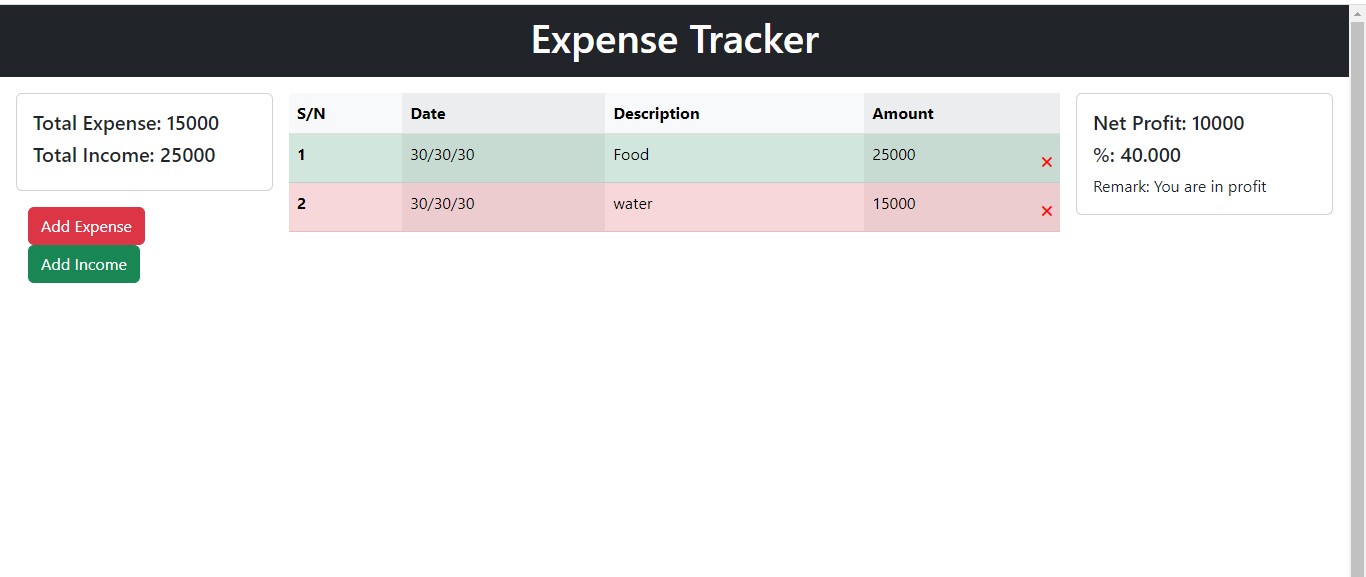 Expense Tracker
Total Expense: 15000
Total Income: 25000
Add Expense
Add Income
S/N Date Description Amount
1 30/30/30 Food 25000 ×
2 30/30/30 water 15000 ×
Net Profit: 10000
%: 40.000
Remark: You are in profit